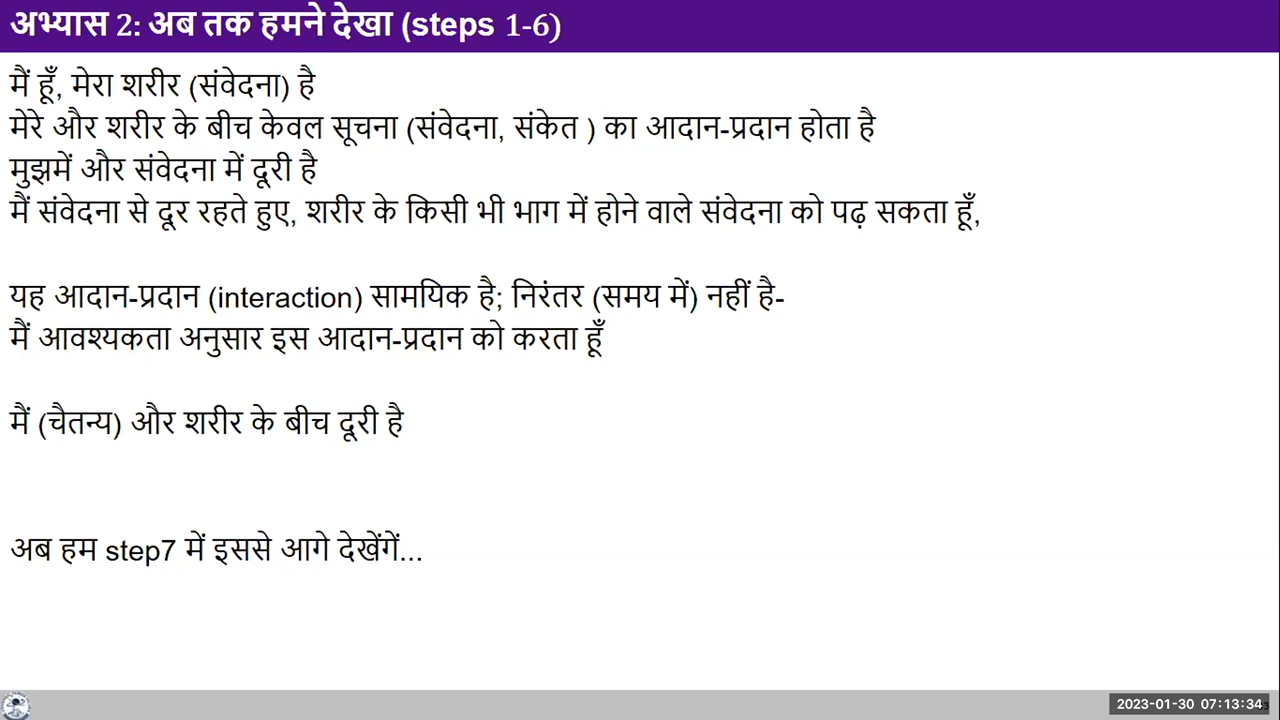 अभ्यास 2: अब तक हमने देखा (steps 1-6)
मैं हूँ, मेरा शरीर (संवेदना) है
मेरे और शरीर के बीच केवल सूचना (संवेदना, संकेत ) का आदान-प्रदान होता है
मुझमें और संवेदना में दूरी है
मैं संवेदना से दूर रहते हुए, शरीर के किसी भी भाग में होने वाले संवेदना को पढ़ सकता हूँ,
यह आदान-प्रदान (interaction) सामयिक है; निरंतर (समय में) नहीं है-
मैं आवश्यकता अनुसार इस आदान-प्रदान को करता हूँ
मैं (चैतन्य) और शरीर के बीच दूरी है
अब हम step7 में इससे आगे देखेंगें...
2023-01-30 07:13:34